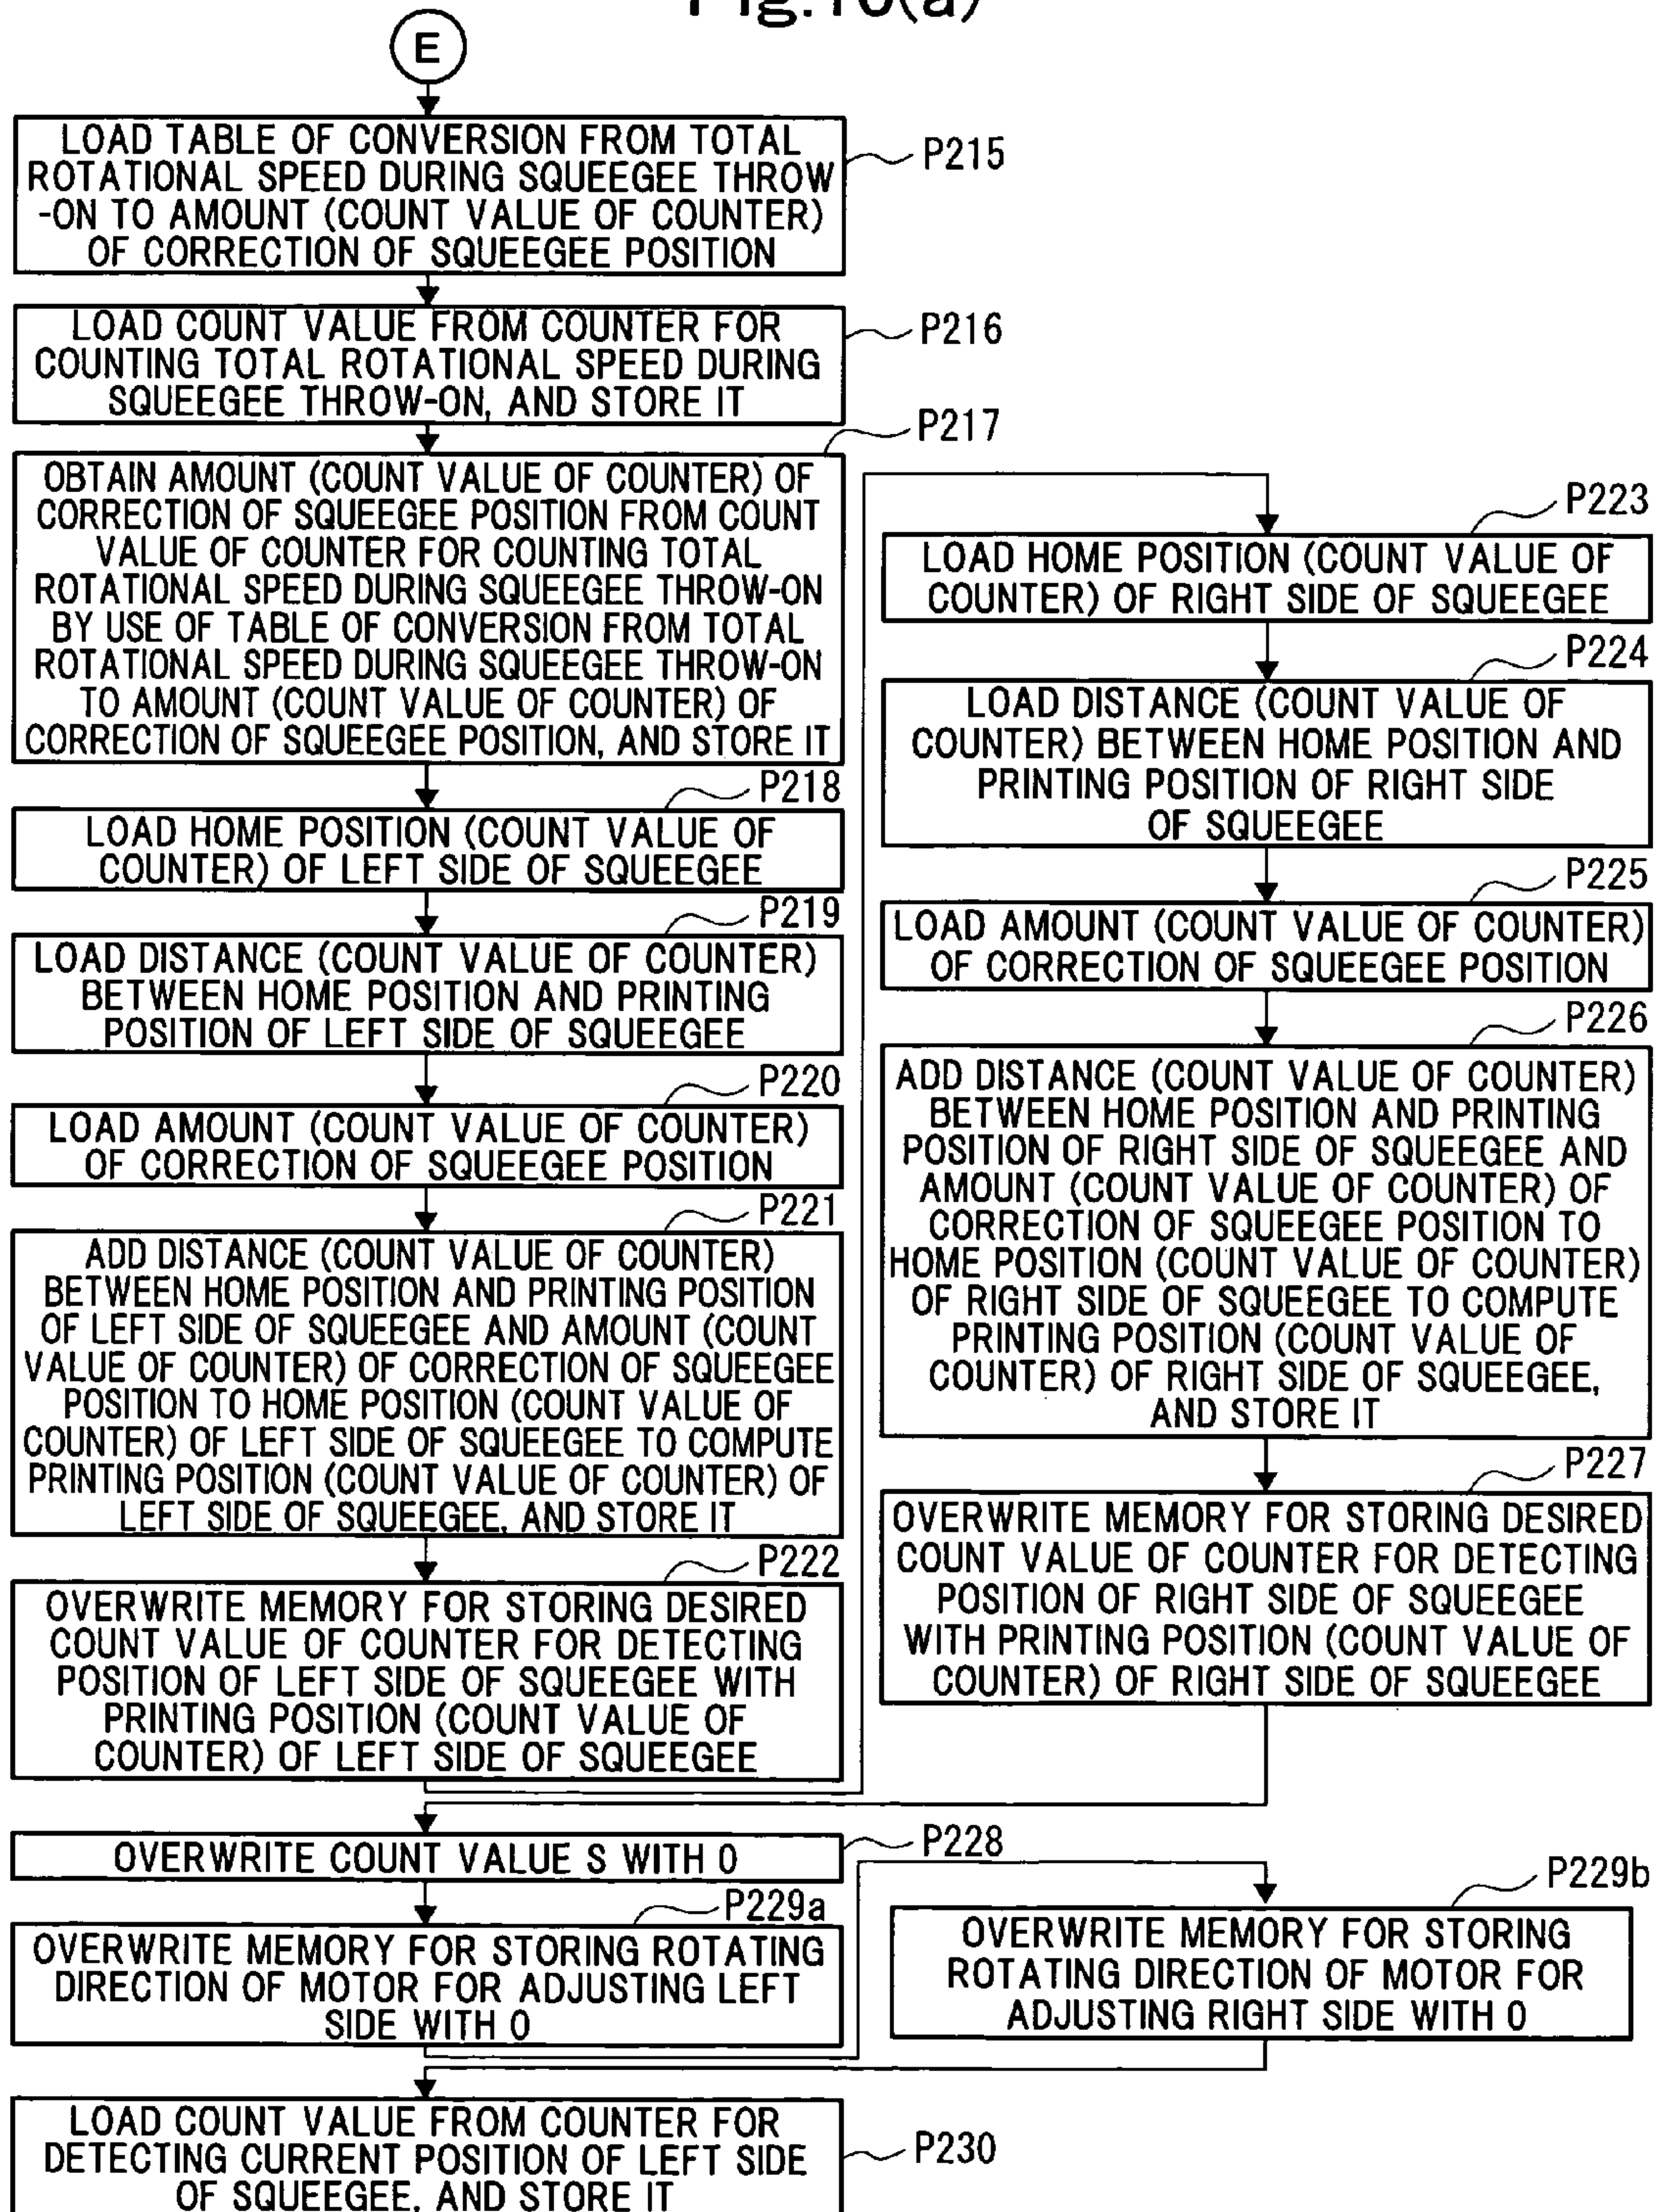 E
LOAD TABLE OF CONVERSION FROM TOTAL
ROTATIONAL SPEED DURING SQUEEGEE THROW
-ON TO AMOUNT (COUNT VALUE OF COUNTER)
OF CORRECTION OF SQUEEGEE POSITION
P215
LOAD COUNT VALUE FROM COUNTER FOR
COUNTING TOTAL ROTATIONAL SPEED DURING
SQUEEGEE THROW-ON, AND STORE IT
P216
OBTAIN AMOUNT (COUNT VALUE OF COUNTER) OF
CORRECTION OF SQUEEGEE POSITION FROM COUNT
VALUE OF COUNTER FOR COUNTING TOTAL
ROTATIONAL SPEED DURING SQUEEGEE THROW-ON
BY USE OF TABLE OF CONVERSION FROM TOTAL
ROTATIONAL SPEED DURING SQUEEGEE THROW-ON
TO AMOUNT (COUNT VALUE OF COUNTER) OF
CORRECTION OF SQUEEGEE POSITION, AND STORE IT
P217
LOAD HOME POSITION (COUNT VALUE OF
COUNTER) OF LEFT SIDE OF SQUEEGEE
P218
LOAD DISTANCE (COUNT VALUE OF COUNTER)
BETWEEN HOME POSITION AND PRINTING
POSITION OF LEFT SIDE OF SQUEEGEE
P219
LOAD AMOUNT (COUNT VALUE OF COUNTER)
OF CORRECTION OF SQUEEGEE POSITION
P220
ADD DISTANCE (COUNT VALUE OF COUNTER)
BETWEEN HOME POSITION AND PRINTING POSITION
OF LEFT SIDE OF SQUEEGEE AND AMOUNT (COUNT
VALUE OF COUNTER) OF CORRECTION OF SQUEEGEE
POSITION TO HOME POSITION (COUNT VALUE OF
COUNTER) OF LEFT SIDE OF SQUEEGEE TO COMPUTE
PRINTING POSITION (COUNT VALUE OF COUNTER) OF
LEFT SIDE OF SQUEEGEE, AND STORE IT
P221
OVERWRITE MEMORY FOR STORING DESIRED
COUNT VALUE OF COUNTER FOR DETECTING
POSITION OF LEFT SIDE OF SQUEEGEE WITH
PRINTING POSITION (COUNT VALUE OF
COUNTER) OF LEFT SIDE OF SQUEEGEE
P222
LOAD HOME POSITION (COUNT VALUE OF
COUNTER) OF RIGHT SIDE OF SQUEEGEE
P223
LOAD DISTANCE (COUNT VALUE OF
COUNTER) BETWEEN HOME POSITION AND
PRINTING POSITION OF RIGHT SIDE
OF SQUEEGEE
P224
LOAD AMOUNT (COUNT VALUE OF COUNTER)
OF CORRECTION OF SQUEEGEE POSITION
P225
ADD DISTANCE (COUNT VALUE OF COUNTER)
BETWEEN HOME POSITION AND PRINTING
POSITION OF RIGHT SIDE OF SQUEEGEE AND
AMOUNT (COUNT VALUE OF COUNTER) OF
CORRECTION OF SQUEEGEE POSITION TO
HOME POSITION (COUNT VALUE OF COUNTER)
OF RIGHT SIDE OF SQUEEGEE TO COMPUTE
PRINTING POSITION (COUNT VALUE OF
COUNTER) OF RIGHT SIDE OF SQUEEGEE,
AND STORE IT
P226
OVERWRITE MEMORY FOR STORING DESIRED
COUNT VALUE OF COUNTER FOR DETECTING
POSITION OF RIGHT SIDE OF SQUEEGEE
WITH PRINTING POSITION (COUNT VALUE OF
COUNTER) OF RIGHT SIDE OF SQUEEGEE
P227
OVERWRITE COUNT VALUE S WITH 0
P228
OVERWRITE MEMORY FOR STORING ROTATING
DIRECTION OF MOTOR FOR ADJUSTING LEFT
SIDE WITH 0
P229a
OVERWRITE MEMORY FOR STORING
ROTATING DIRECTION OF MOTOR FOR
ADJUSTING RIGHT SIDE WITH 0
P229b
LOAD COUNT VALUE FROM COUNTER FOR
DETECTING CURRENT POSITION OF LEFT SIDE
OF SQUEEGEE, AND STORE IT
P230